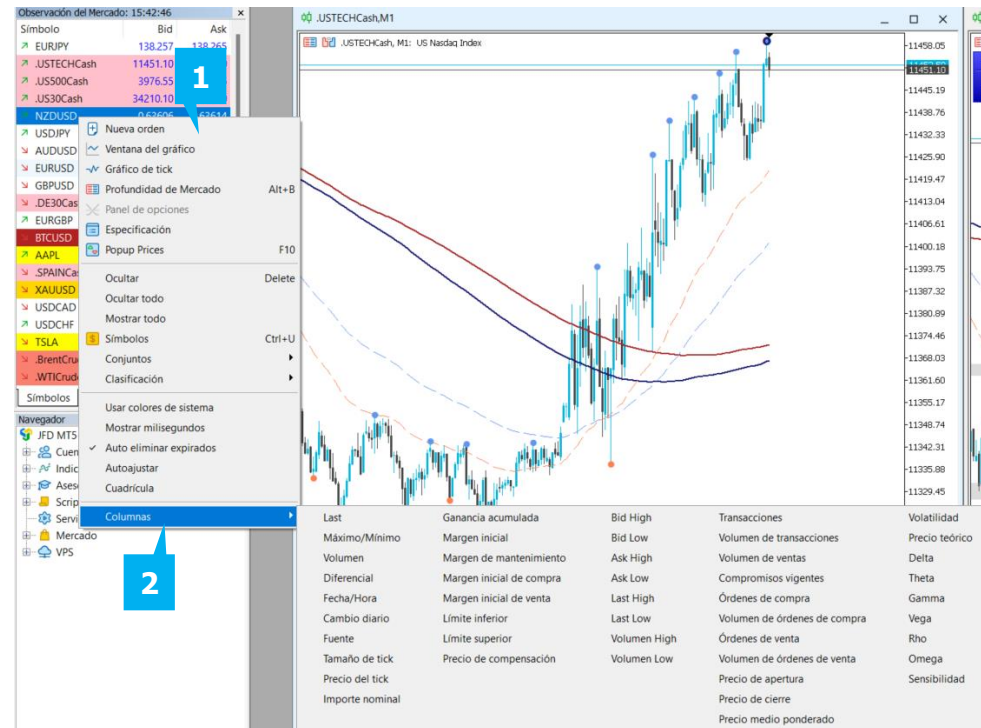 Observación del Mercado: 15:42:46
Símbolo Bid Ask
EURJPY 138.257 138.265
.USTECHCash 11451.10
.US500Cash 3976.55
.US30Cash 34210.10
NZDUSD 0.63606 0.63614
USDJPY
AUDUSD
EURUSD
GBPUSD
.DE30Cas
EURGBP
BTCUSD
AAPL
.SPAINCa
XAUUSD
USDCAD
USDCHF
TSLA
.BrentCru
.WTICrud
Símbolos
1
Nueva orden
Ventana del gráfico
Gráfico de tick
Profundidad de Mercado Alt+B
Panel de opciones
Especificación
Popup Prices F10
Ocultar Delete
Ocultar todo
Mostrar todo
Símbolos Ctrl+U
Conjuntos
Clasificación
Usar colores de sistema
Mostrar milisegundos
Auto eliminar expirados
Autoajustar
Cuadrícula
Columnas
2
Navegador
JFD MT5
Cuen
Indic
Ases
Scrip
Servi
Mercado
VPS
.USTECHCash,M1
.USTECHCash, M1: US Nasdaq Index
11458.05
11451.10
11445.19
11438.76
11432.33
11425.90
11419.47
11413.04
11406.61
11400.18
11393.75
11387.32
11380.89
11374.46
11368.03
11361.60
11355.17
11348.74
11342.31
11335.88
11329.45
Last Ganancia acumulada Bid High Transacciones Volatilidad
Máximo/Mínimo Margen inicial Bid Low Volumen de transacciones Precio teórico
Volumen Margen de mantenimiento Ask High Volumen de ventas Delta
Diferencial Margen inicial de compra Ask Low Compromisos vigentes Theta
Fecha/Hora Margen inicial de venta Last High Órdenes de compra Gamma
Cambio diario Límite inferior Last Low Volumen de órdenes de compra Vega
Fuente Límite superior Volumen High Órdenes de venta Rho
Tamaño de tick Precio de compensación Volumen Low Volumen de órdenes de venta Omega
Precio del tick Precio de apertura Sensibilidad
Importe nominal Precio de cierre
Precio medio ponderado